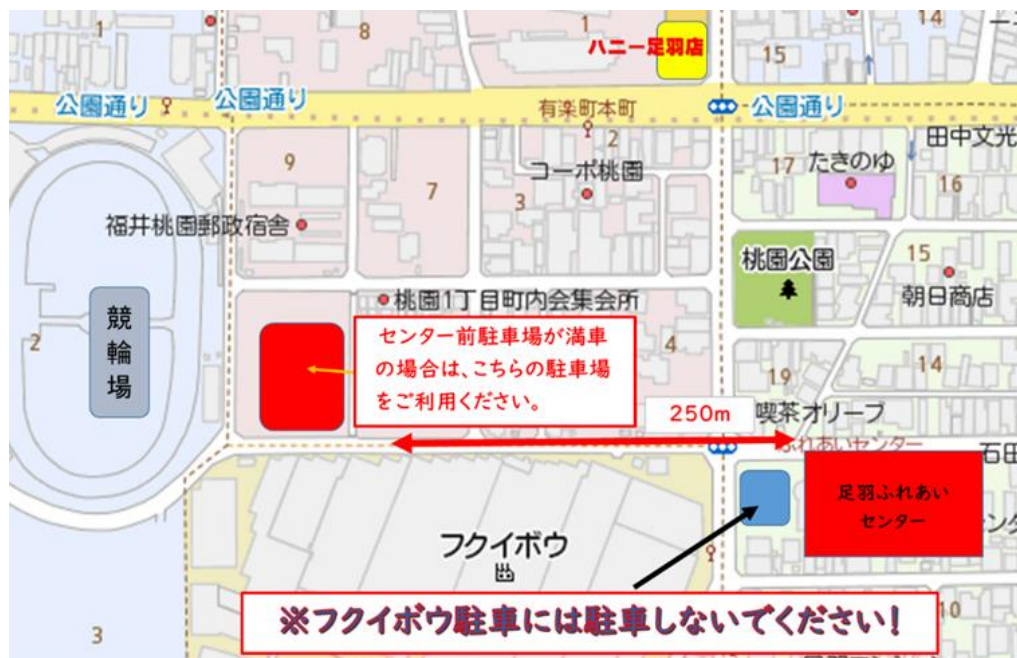 1
8
1
ハニー足羽店
14
15
公園通り
公園通り
有楽町本町
公園通り
9
7
3
2
コーポ桃園
17
たきのゆ
田中文光
16
福井桃園郵政宿舎
桃園公園
15
朝日商店
競輪場
2
桃園1丁目町内会集会所
センター前駐車場が満車
の場合は、こちらの駐車場
をご利用ください。
4
19
14
250m
喫茶オリーブ
ふれあいセンター
石田
足羽ふれあい
センター
フクイボウ
※フクイボウ駐車には駐車しないでください!
10
3